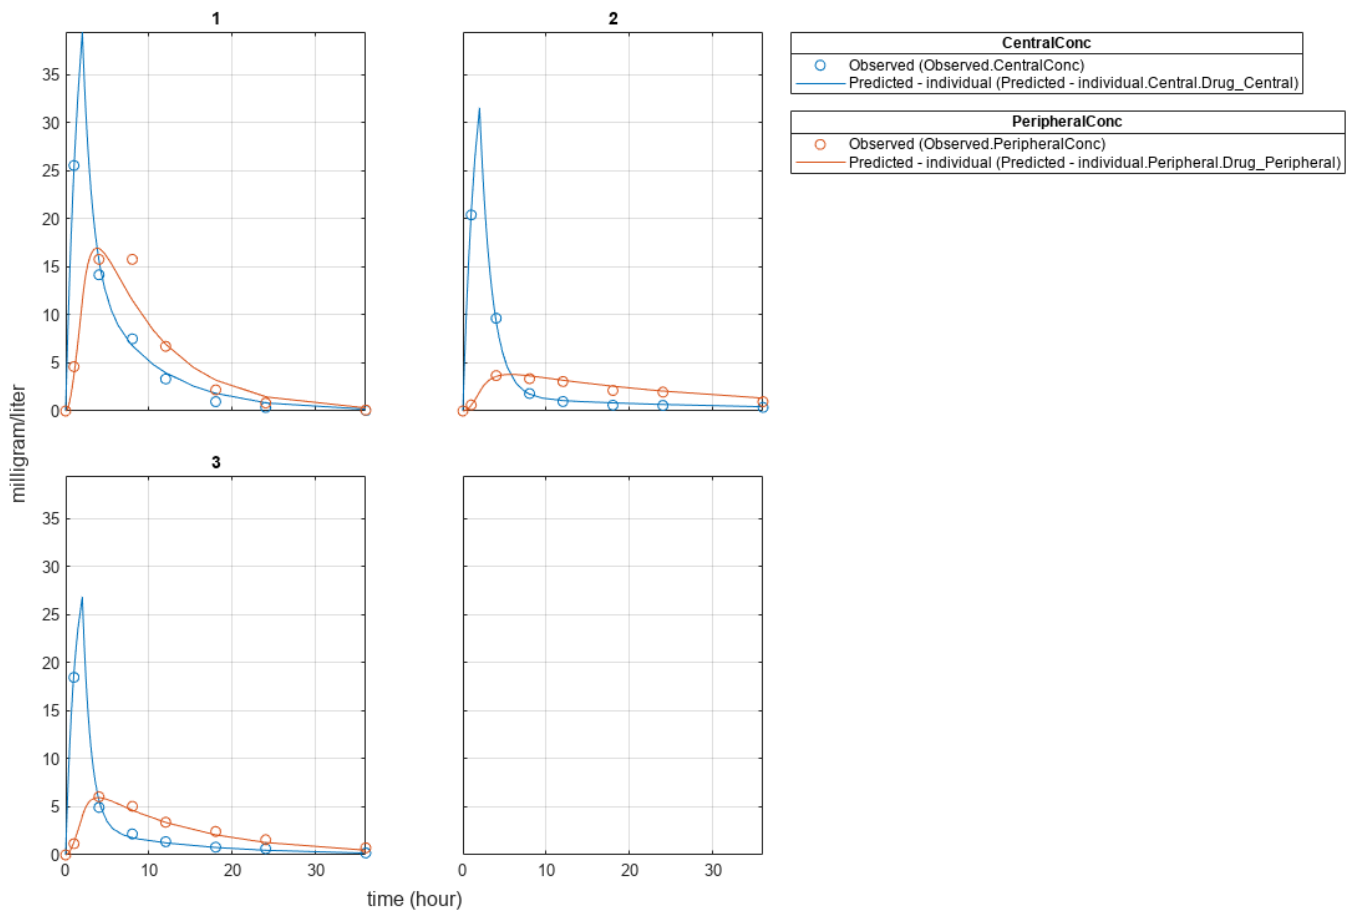 1
2
CentralConc
Observed (Observed.CentralConc)
Predicted - individual (Predicted - individual.Central.Drug_Central)
PeripheralConc
Observed (Observed.PeripheralConc)
Predicted - individual (Predicted - individual.Peripheral.Drug_Peripheral)
35
30
25
20
15
10
5
0
milligram/liter
3
35
30
25
20
15
10
5
0
0 10 20 30
10 20 30
time (hour)